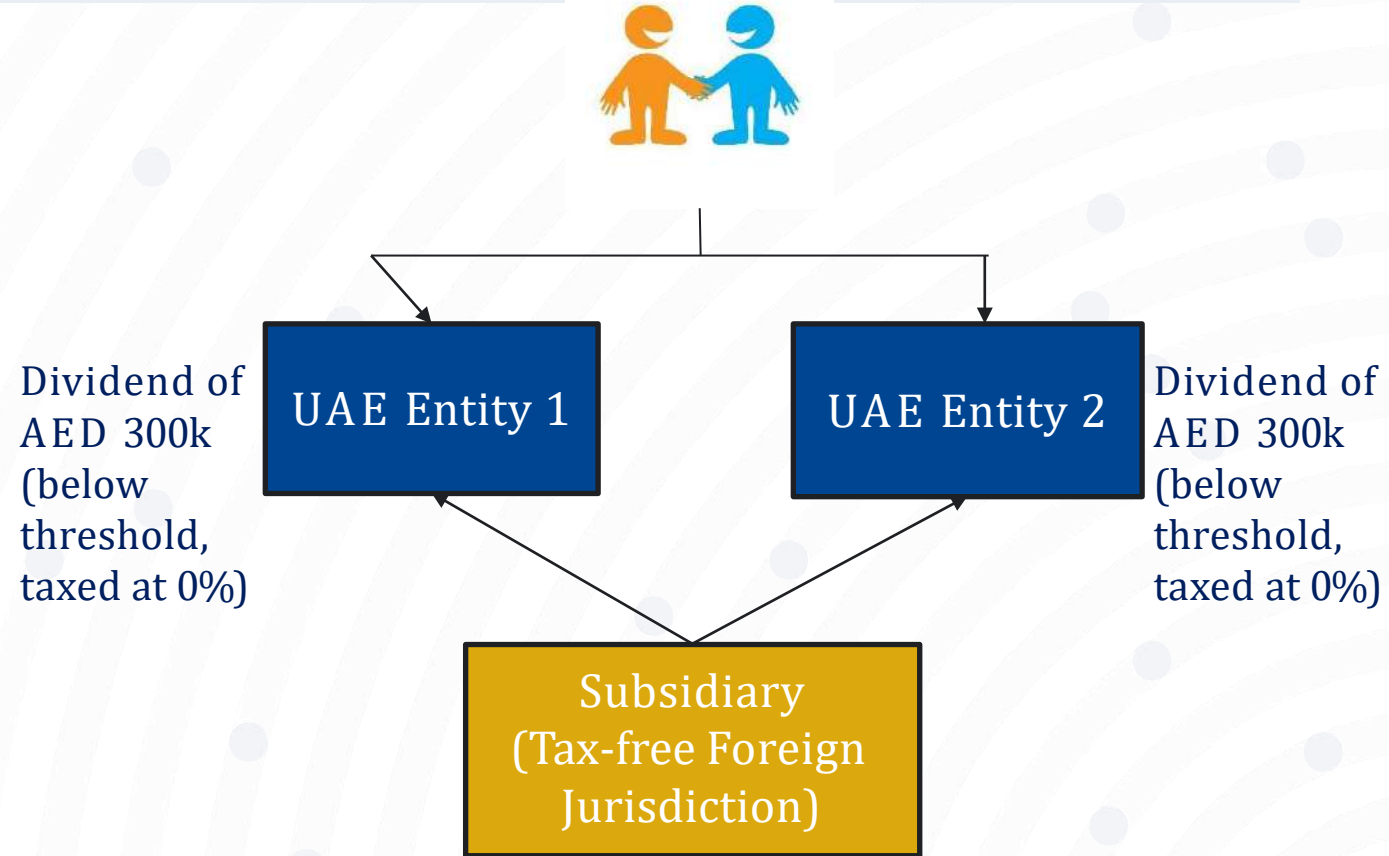 Dividend of
AED 300k
(below
threshold,
taxed at 0%)
UAE Entity 1
UAE Entity 2
Dividend of
AED 300k
(below
threshold,
taxed at 0%)
Subsidiary
(Tax-free Foreign
Jurisdiction)